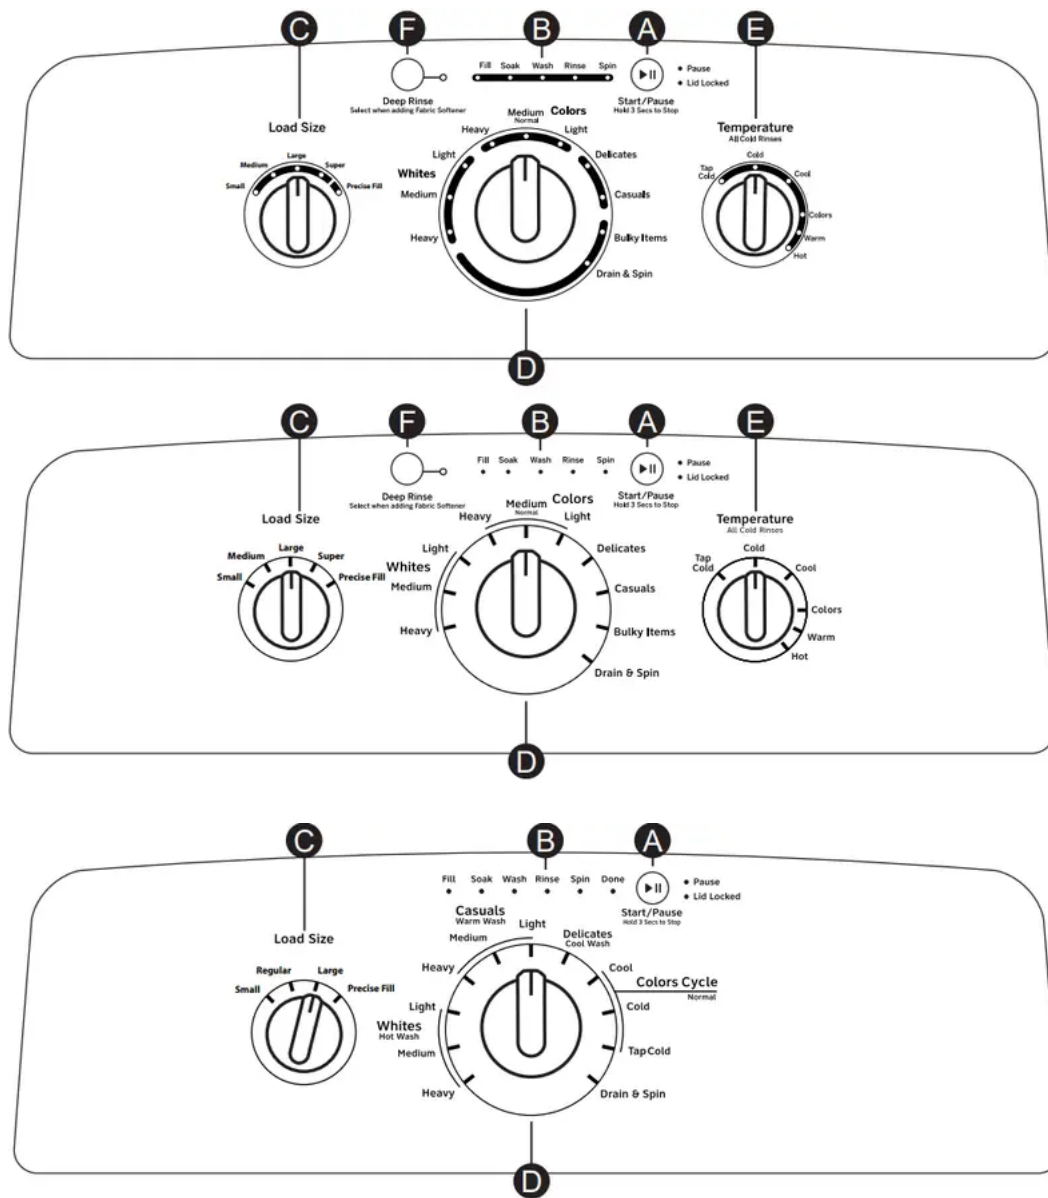 C
F
B
A
E
Fill Soak Wash Rinse Spin
Pause
Lid Locked
Deep Rinse
Select when adding Fabric Softener
Start/Pause
Hold 3 Secs to Stop
Load Size
Small
Medium
Large
Super
Precise Fill
Colors
Heavy
Medium
Normal
Light
Whites
Light
Medium
Heavy
Delicates
Casuals
Bulky Items
Drain & Spin
Temperature
All Cold Rinses
Tap
Cold
Cold
Cool
Colors
Warm
Hot
D
C
F
B
A
E
Fill Soak Wash Rinse Spin
Pause
Lid Locked
Deep Rinse
Select when adding Fabric Softener
Start/Pause
Hold 3 Secs to Stop
Load Size
Small
Medium
Large
Super
Precise Fill
Colors
Heavy
Medium
Normal
Light
Whites
Light
Medium
Heavy
Delicates
Casuals
Bulky Items
Drain & Spin
Temperature
All Cold Rinses
Tap
Cold
Cold
Cool
Colors
Warm
Hot
D
C
B
A
Fill Soak Wash Rinse Spin Done
Pause
Lid Locked
Start/Pause
Hold 3 Secs to Stop
Load Size
Small
Regular
Large
Precise Fill
Casuals
Warm Wash
Heavy
Medium
Light
Delicates
Cool Wash
Whites
Hot Wash
Light
Medium
Heavy
Cool
Colors Cycle
Normal
Cold
Tap Cold
Drain & Spin
D